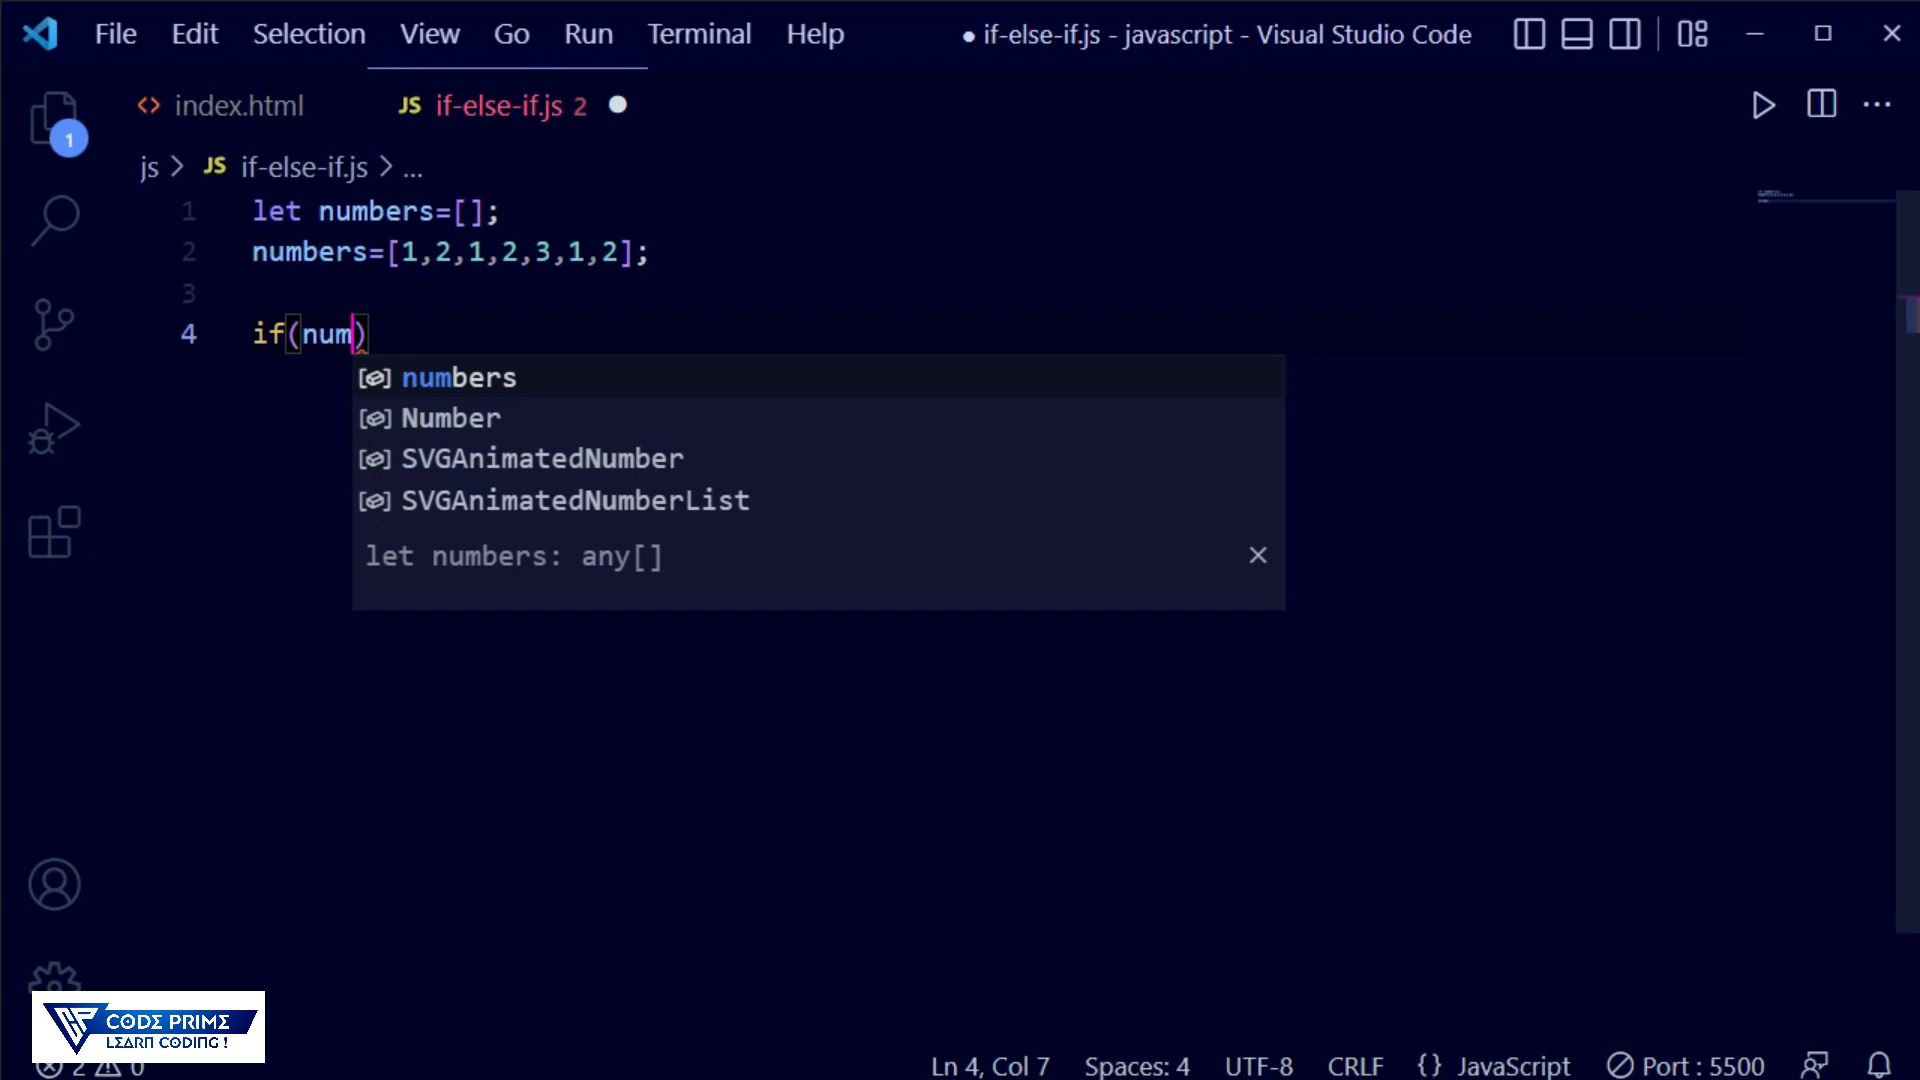 File Edit Selection View Go Run Terminal Help ● if-else-if.js - javascript - Visual Studio Code
index.html JS if-else-if.js 2
1
js > JS if-else-if.js > ...
1 let numbers=[];
2 numbers=[1,2,1,2,3,1,2];
3
4 if(num)
numbers
Number
SVGAnimatedNumber
SVGAnimatedNumberList
let numbers: any[]
CODE PRIME
LEARN CODING !
2 0 Ln 4, Col 7 Spaces: 4 UTF-8 CRLF {} JavaScript Port : 5500